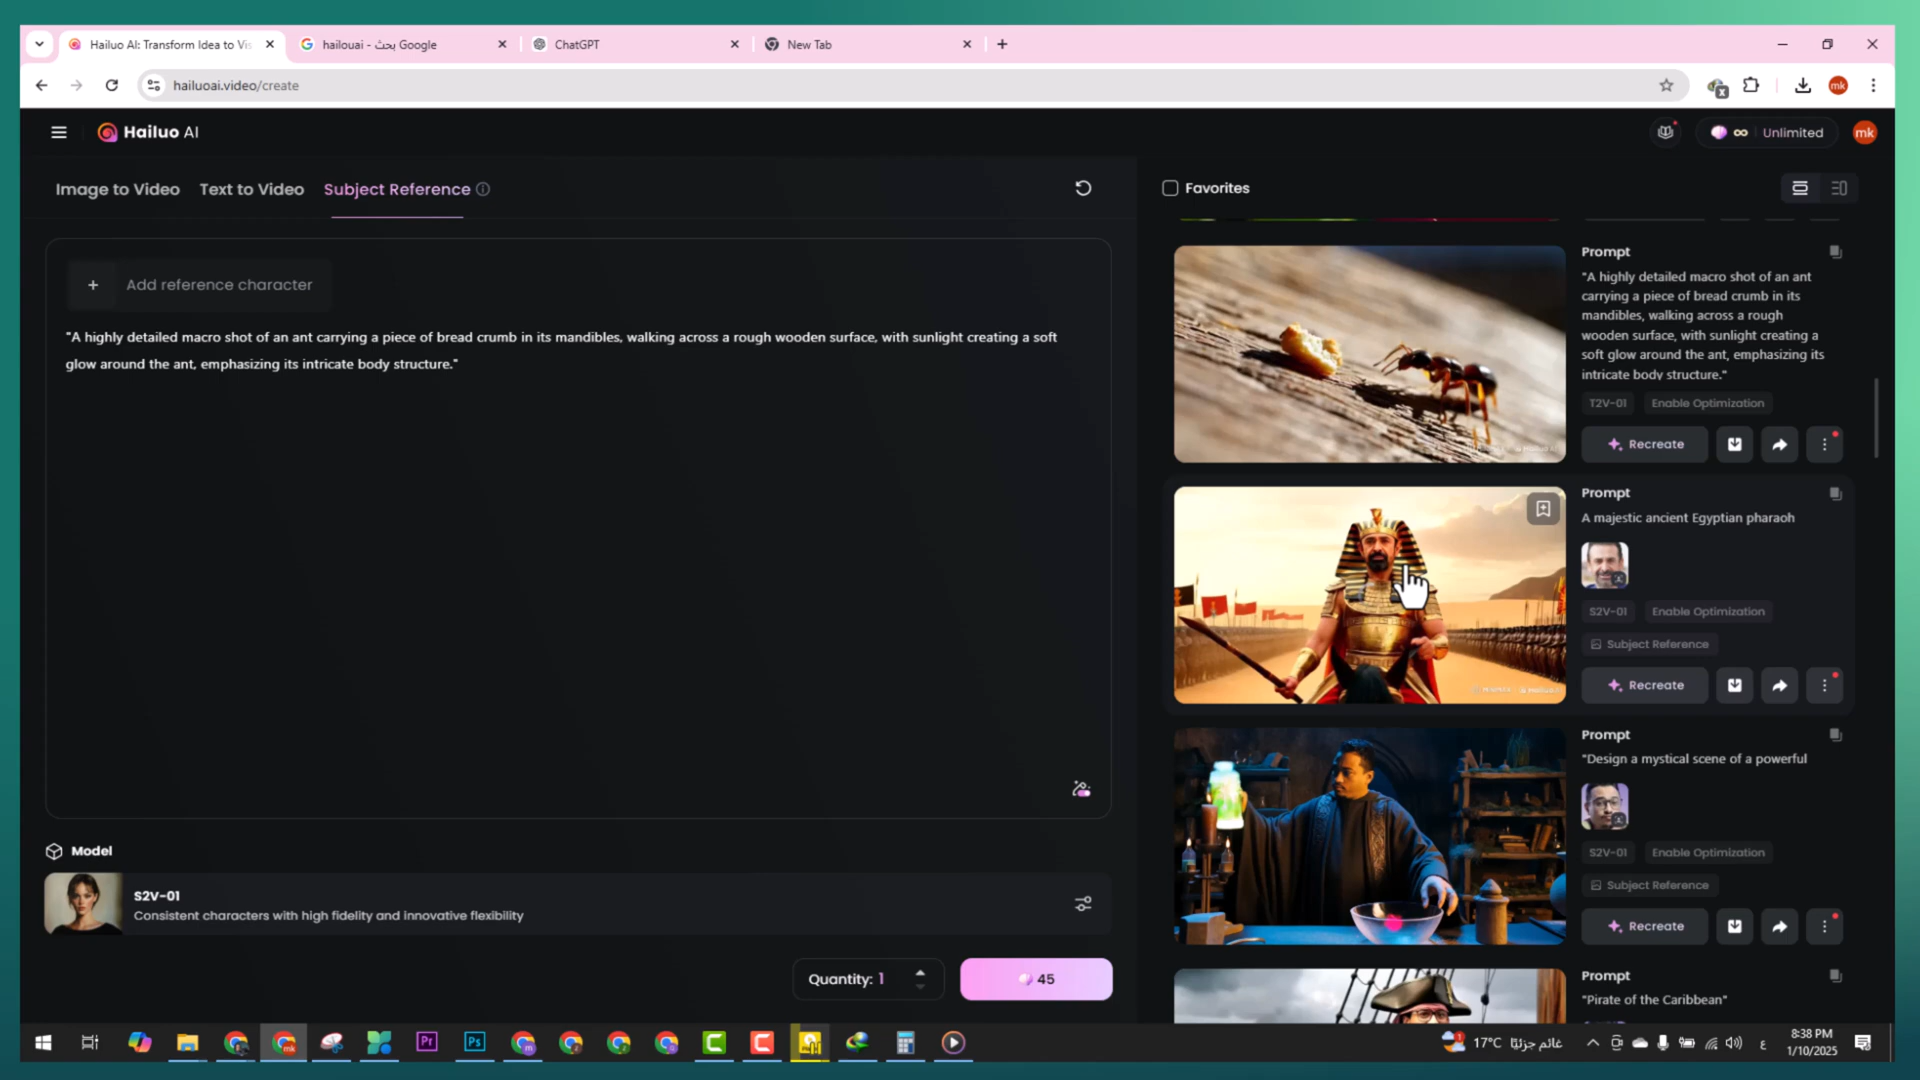 Hailuo AI: Transform Idea to Vis
hailouai - بحث Google
ChatGPT
New Tab
hailuoai.video/create
mk
Hailuo AI
Unlimited
mk
Image to Video
Text to Video
Subject Reference
Favorites
Add reference character
"A highly detailed macro shot of an ant carrying a piece of bread crumb in its mandibles, walking across a rough wooden surface, with sunlight creating a soft
glow around the ant, emphasizing its intricate body structure."
Prompt
"A highly detailed macro shot of an ant
carrying a piece of bread crumb in its
mandibles, walking across a rough
wooden surface, with sunlight creating a
soft glow around the ant, emphasizing its
intricate body structure."
T2V-01
Enable Optimization
Recreate
Prompt
A majestic ancient Egyptian pharaoh
S2V-01
Enable Optimization
Subject Reference
Recreate
Prompt
"Design a mystical scene of a powerful
S2V-01
Enable Optimization
Subject Reference
Recreate
Prompt
"Pirate of the Caribbean"
Model
S2V-01
Consistent characters with high fidelity and innovative flexibility
Quantity: 1
45
mk
Pr
Ps
17°C غائم جزئيًا
ع
8:38 PM
1/10/2025